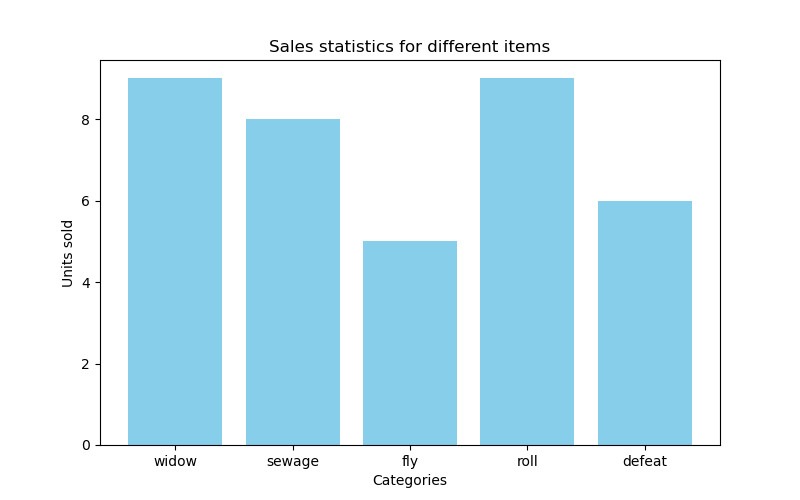 Sales statistics for different items
Units sold
8
6
4
2
0
widow sewage fly roll defeat
Categories